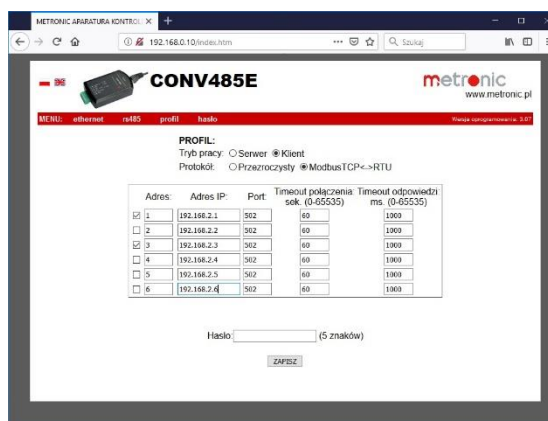 METRONIC APARATURA KONTROL
192.168.0.10/index.htm
Szukaj
CONV485E
metronic
www.metronic.pl
MENU: ethernet rs485 profil hasło
Wersja oprogramowania: 3.07
PROFIL:
Tryb pracy: Serwer Klient
Protokół: Przezroczysty ModbusTCP<->RTU
Adres: Adres IP: Port: Timeout połączenia: Timeout odpowiedzi:
sek. (0-65535) ms. (0-65535)
1 192.168.2.1 502 60 1000
2 192.168.2.2 502 60 1000
3 192.168.2.3 502 60 1000
4 192.168.2.4 502 60 1000
5 192.168.2.5 502 60 1000
6 192.168.2.6 502 60 1000
Hasło: (5 znaków)
ZAPISZ